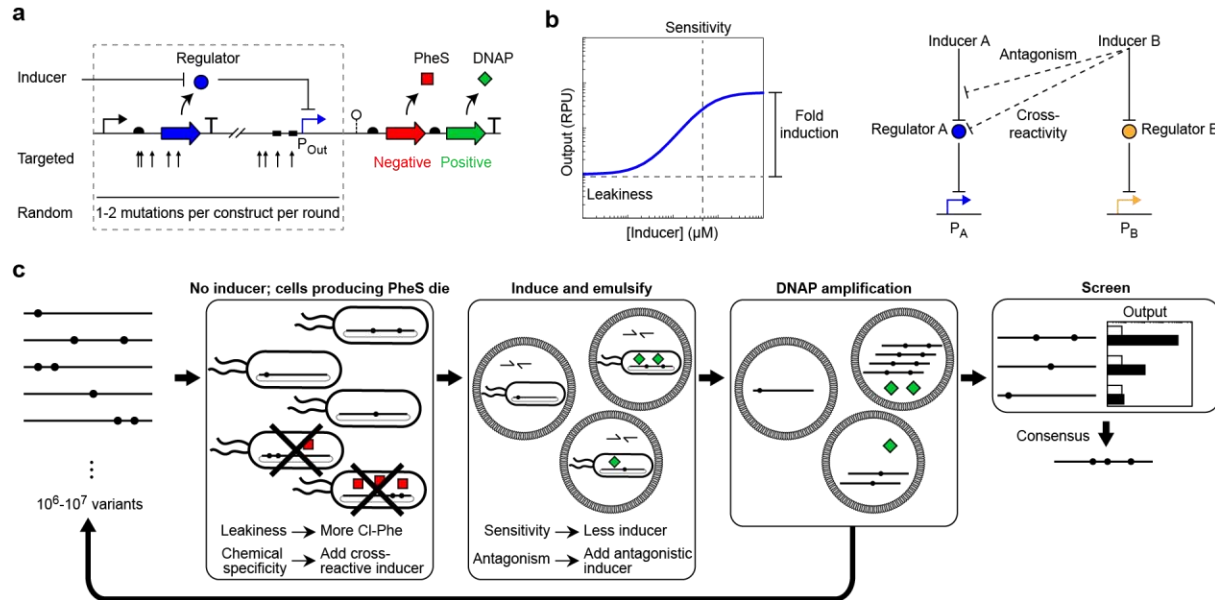 a
Regulator
PheS
DNAP
Inducer
P_Out
Targeted
Negative
Positive
Random
1-2 mutations per construct per round
b
Sensitivity
Output (RPU)
Fold
induction
Leakiness
[Inducer] (µM)
Inducer A
Inducer B
Antagonism
Cross-
reactivity
Regulator A
Regulator B
P_A
P_B
c
10^6-10^7 variants
No inducer; cells producing PheS die
Leakiness → More Cl-Phe
Chemical
specificity → Add cross-
reactive inducer
Induce and emulsify
Sensitivity → Less inducer
Antagonism → Add antagonistic
inducer
DNAP amplification
Screen
Output
Consensus